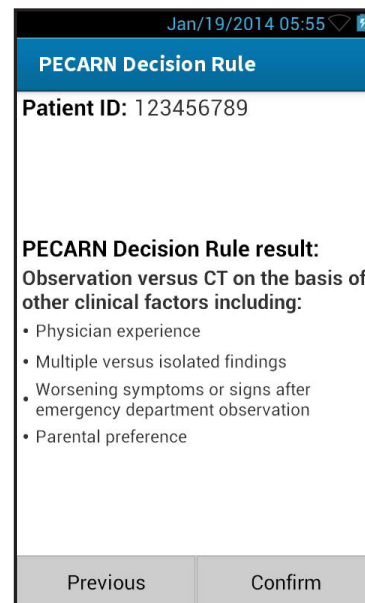 Jan/19/2014 05:55
PECARN Decision Rule
Patient ID: 123456789
PECARN Decision Rule result:
Observation versus CT on the basis of
other clinical factors including:
• Physician experience
• Multiple versus isolated findings
• Worsening symptoms or signs after
emergency department observation
• Parental preference
Previous
Confirm